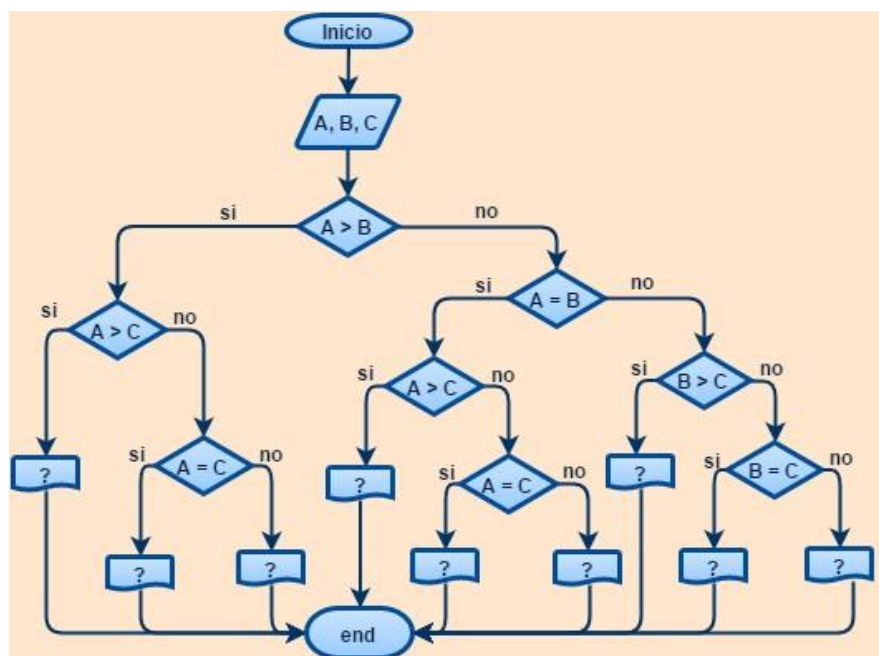 Inicio
A, B, C
si
A > B
no
si
A = B
no
si
A > C
no
si
A > C
no
si
B > C
no
?
si
A = C
no
?
si
A = C
no
?
si
B = C
no
?
?
?
?
?
?
end